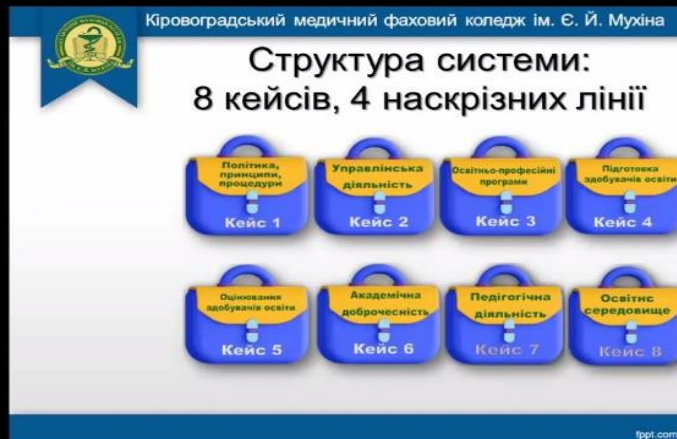 Кіровоградський медичний фаховий коледж ім. Є. Й. Мухіна
Структура системи:
8 кейсів, 4 наскрізних лінії
Політика,
принципи,
процедури
Кейс 1
Управлінська
діяльність
Кейс 2
Освітньо-професійні
програми
Кейс 3
Підготовка
здобувачів освіти
Кейс 4
Оцінювання
здобувачів освіти
Кейс 5
Академічна
доброчесність
Кейс 6
Педігогічна
діяльність
Кейс 7
Освітнє
середовище
Кейс 8
fppt.com